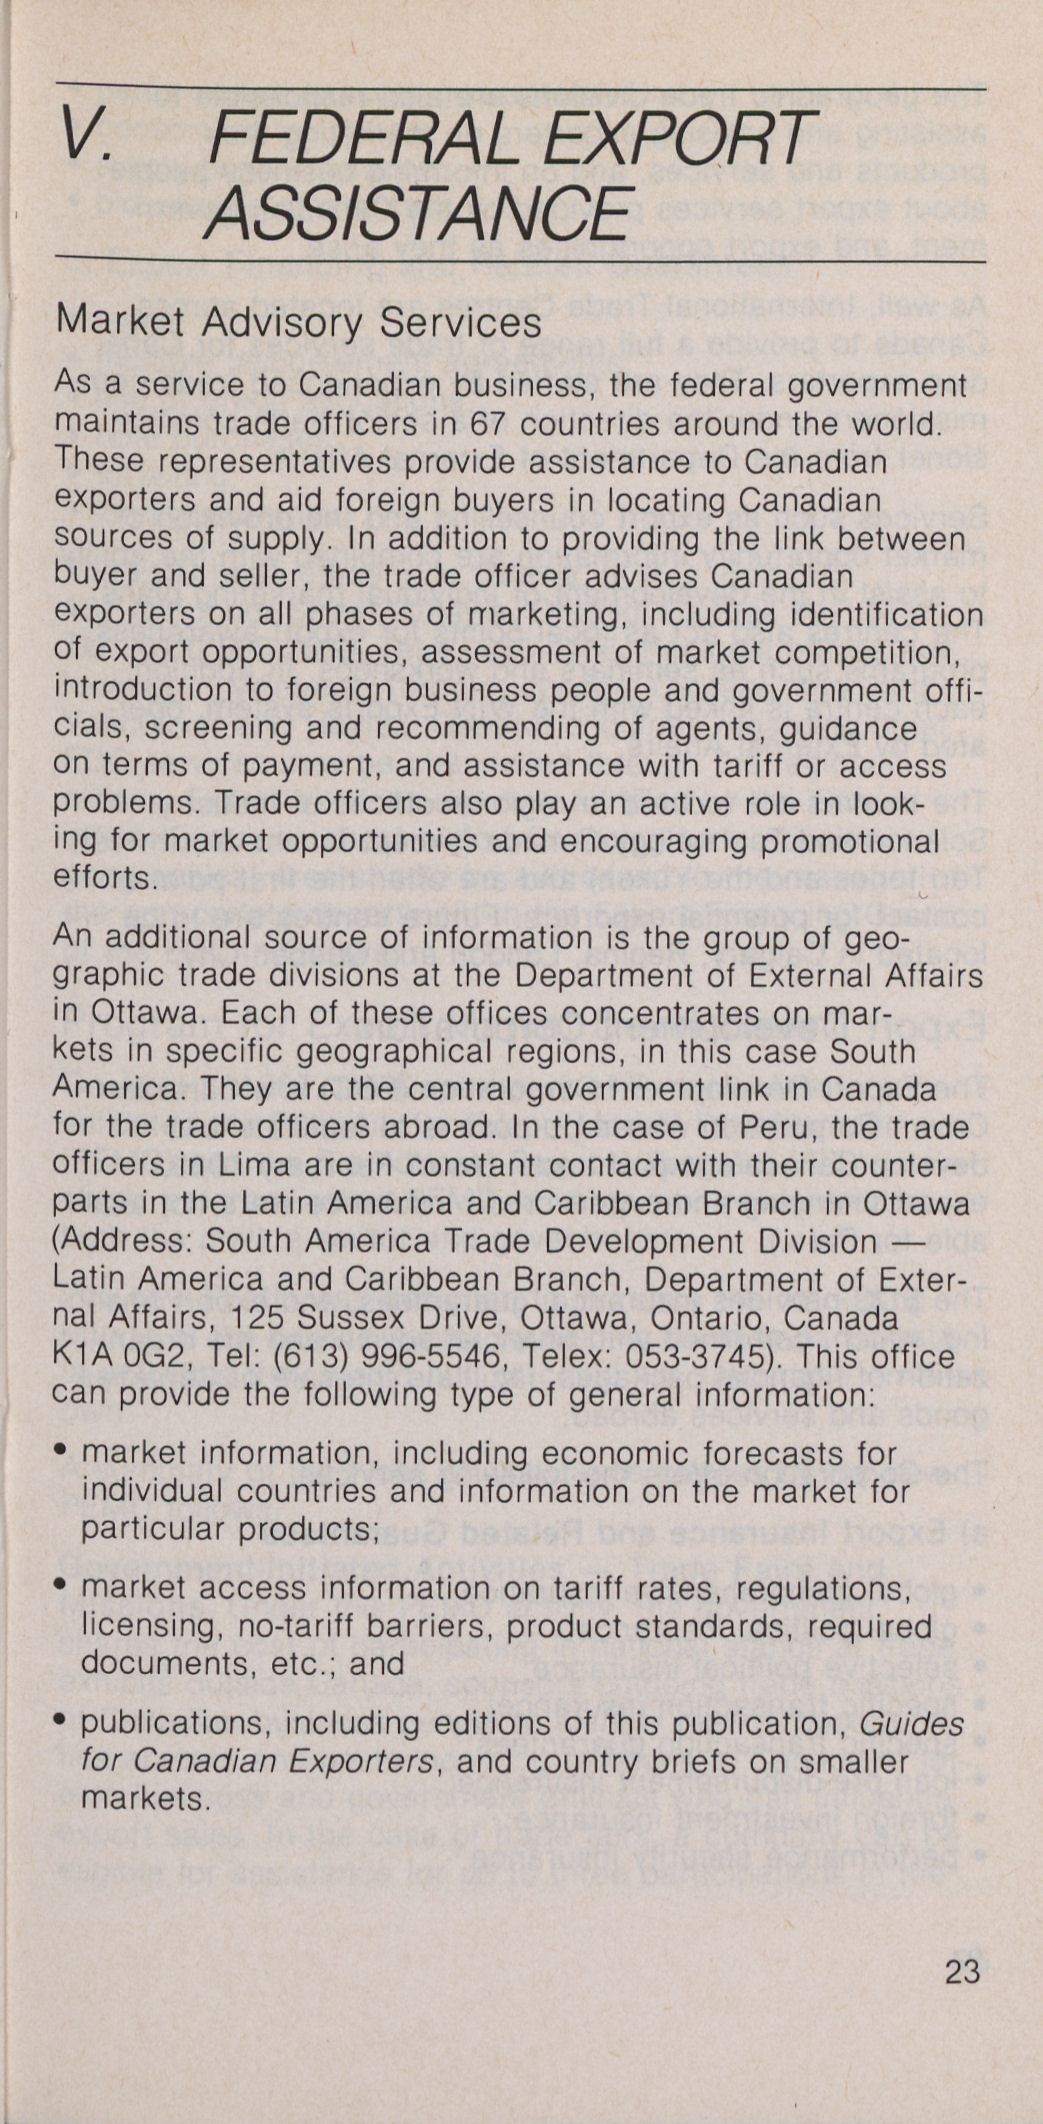 V. FEDERAL EXPORT
ASSISTANCE
Market Advisory Services
As a service to Canadian business, the federal government
maintains trade officers in 67 countries around the world.
These representatives provide assistance to Canadian
exporters and aid foreign buyers in locating Canadian
sources of supply. In addition to providing the link between
buyer and seller, the trade officer advises Canadian
exporters on all phases of marketing, including identification
of export opportunities, assessment of market competition,
introduction to foreign business people and government offi-
cials, screening and recommending of agents, guidance
on terms of payment, and assistance with tariff or access
problems. Trade officers also play an active role in look-
ing for market opportunities and encouraging promotional
efforts.
An additional source of information is the group of geo-
graphic trade divisions at the Department of External Affairs
in Ottawa. Each of these offices concentrates on mar-
kets in specific geographical regions, in this case South
America. They are the central government link in Canada
for the trade officers abroad. In the case of Peru, the trade
officers in Lima are in constant contact with their counter-
parts in the Latin America and Caribbean Branch in Ottawa
(Address: South America Trade Development Division —
Latin America and Caribbean Branch, Department of Exter-
nal Affairs, 125 Sussex Drive, Ottawa, Ontario, Canada
K1A 0G2, Tel: (613) 996-5546, Telex: 053-3745). This office
can provide the following type of general information:
• market information, including economic forecasts for
individual countries and information on the market for
particular products;
• market access information on tariff rates, regulations,
licensing, no-tariff barriers, product standards, required
documents, etc.; and
• publications, including editions of this publication, Guides
for Canadian Exporters, and country briefs on smaller
markets.
23